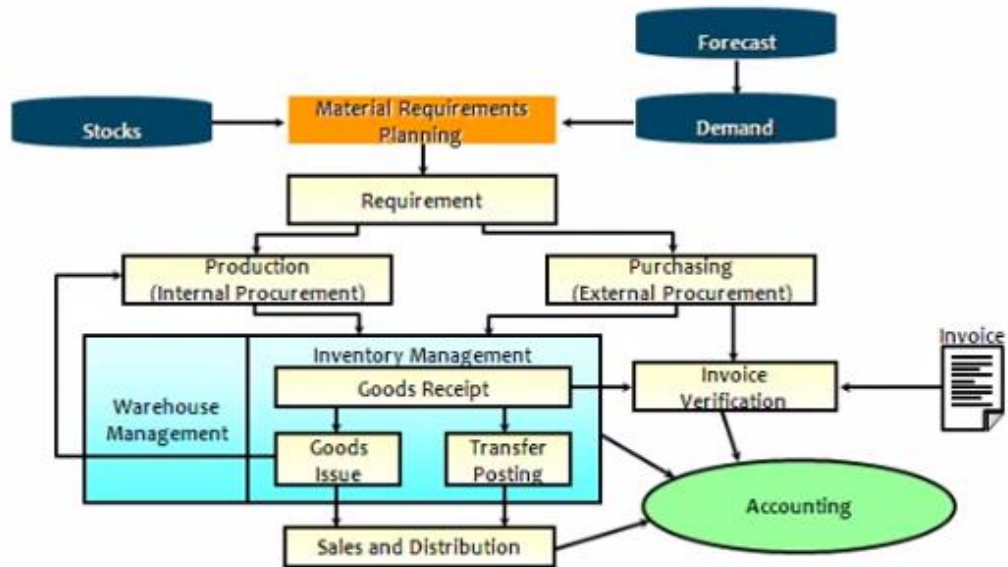 Forecast
Stocks
Material Requirements
Planning
Demand
Requirement
Production
(Internal Procurement)
Purchasing
(External Procurement)
Invoice
Inventory Management
Goods Receipt
Invoice
Verification
Warehouse
Management
Goods
Issue
Transfer
Posting
Accounting
Sales and Distribution